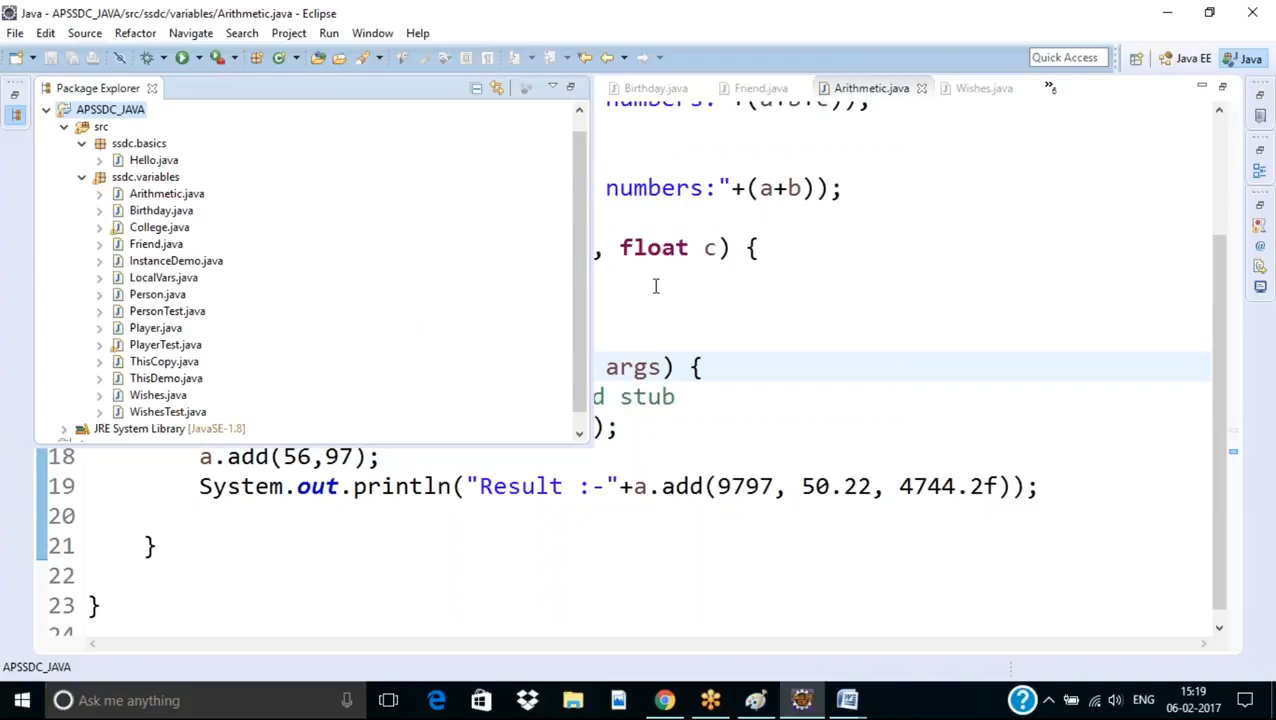 Java - APSSDC_JAVA/src/ssdc/variables/Arithmetic.java - Eclipse
File Edit Source Refactor Navigate Search Project Run Window Help
Quick Access
Java EE
Java
Package Explorer
Birthday.java
Friend.java
Arithmetic.java
Wishes.java
»6
APSSDC_JAVA
src
ssdc.basics
Hello.java
ssdc.variables
Arithmetic.java
Birthday.java
College.java
Friend.java
InstanceDemo.java
LocalVars.java
Person.java
PersonTest.java
Player.java
PlayerTest.java
ThisCopy.java
ThisDemo.java
Wishes.java
WishesTest.java
JRE System Library [JavaSE-1.8]
numbers:"+(a+b+c));
numbers:"+(a+b));
, float c) {
args) {
d stub
);
18 a.add(56,97);
19 System.out.println("Result :-"+a.add(9797, 50.22, 4744.2f));
20
21 }
22
23 }
24
APSSDC_JAVA
Ask me anything
ENG
15:19
06-02-2017